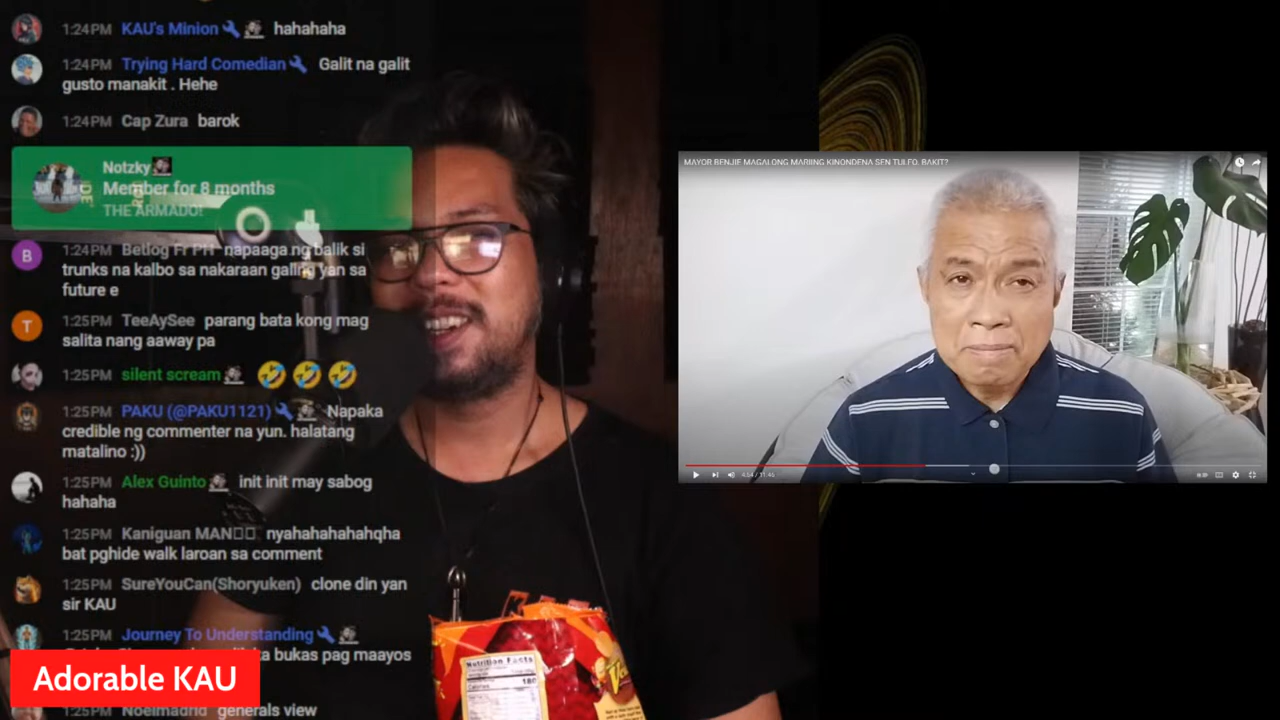 1:24PM KAU's Minion hahahaha
1:24PM Trying Hard Comedian Galit na galit
gusto manakit . Hehe
1:24PM Cap Zura barok
Notzky
Member for 8 months
THE ARMADO!
1:24PM Betlog Fr PH napaaga ng balik si
trunks na kalbo sa nakaraan galing yan sa
future e
1:25PM TeeAySee parang bata kong mag
salita nang aaway pa
1:25PM silent scream 🤣🤣🤣
1:25PM PAKU (@PAKU1121) Napaka
credible ng commenter na yun. halatang
matalino :))
1:25PM Alex Guinto init init may sabog
hahaha
1:25PM Kaniguan MAN nyahahahahahqha
bat pghide walk laroan sa comment
1:25PM SureYouCan(Shoryuken) clone din yan
sir KAU
1:25PM Journey To Understanding
ka bukas pag maayos
Adorable KAU
1:25PM Noelmadrid generals view
MAYOR BENJIE MAGALONG MARIING KINONDENA SEN TULFO, BAKIT?
B
T
Nutrition Facts
Calories 180